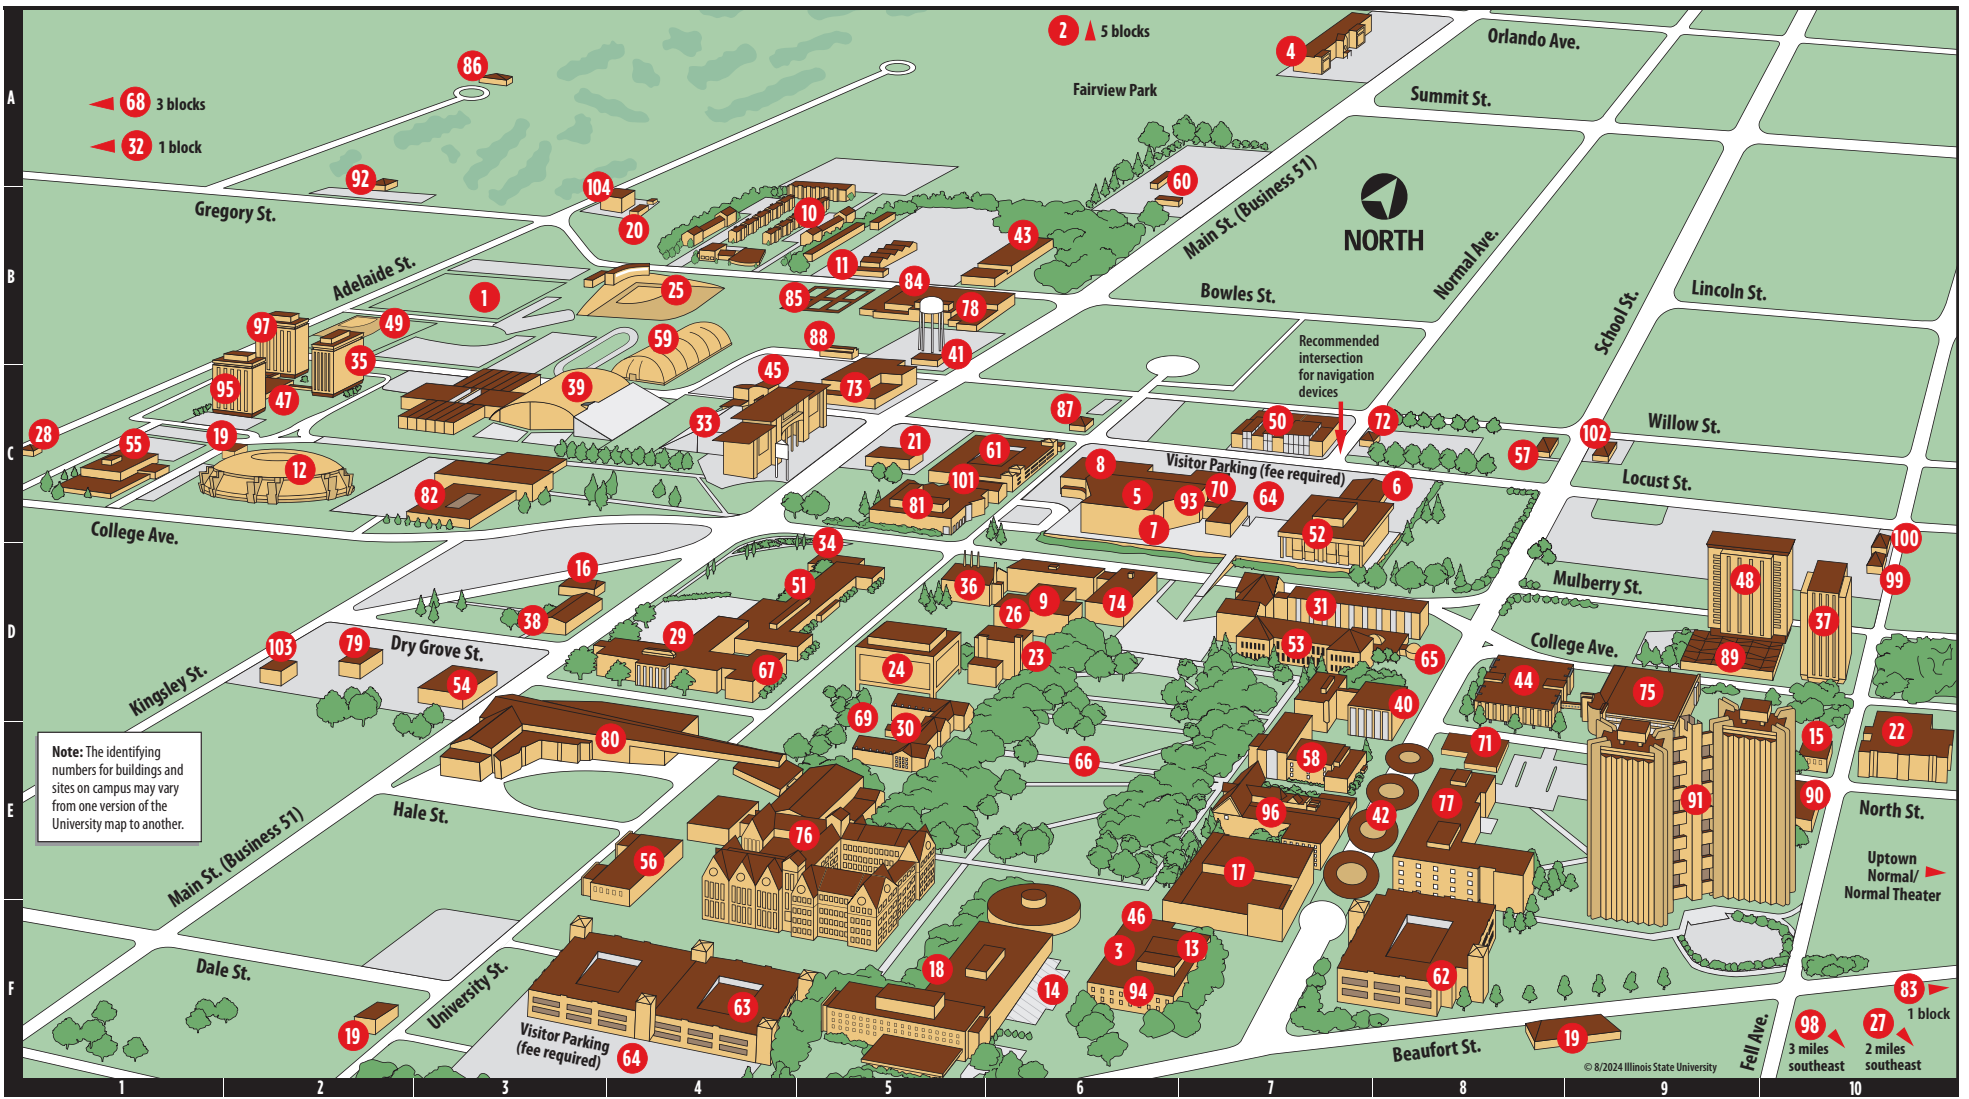 2 5 blocks
4
Orlando Ave.
86
Fairview Park
A
68 3 blocks
Summit St.
32 1 block
92
104
60
Main St. (Business 51)
Gregory St.
10
20
43
NORTH
Normal Ave.
B
Adelaide St.
11
84
1
25
85
78
Bowles St.
Lincoln St.
School St.
97
49
59
88
41
Recommended
intersection
for navigation
devices
35
95
47
39
45
73
33
87
50
72
Willow St.
28
55
19
21
61
57
102
C
12
8
Visitor Parking (fee required)
Locust St.
82
101
81
5
93
70
64
6
7
52
College Ave.
34
100
16
51
36
48
Mulberry St.
99
9
74
31
37
D
38
26
103
79
Dry Grove St.
29
53
College Ave.
67
24
23
65
89
54
44
75
Kingsley St.
40
69
30
22
80
71
15
58
66
Note: The identifying
numbers for buildings and
sites on campus may vary
from one version of the
University map to another.
91
90
77
42
96
E
Hale St.
North St.
76
56
Main St. (Business 51)
17
Uptown
Normal/
Normal Theater
46
3
13
Dale St.
18
62
F
University St.
14
94
83
1 block
63
19
Visitor Parking
(fee required)
64
98
3 miles
southeast
27
2 miles
southeast
19
Beaufort St.
Fell Ave.
© 8/2024 Illinois State University
1 2 3 4 5 6 7 8 9 10